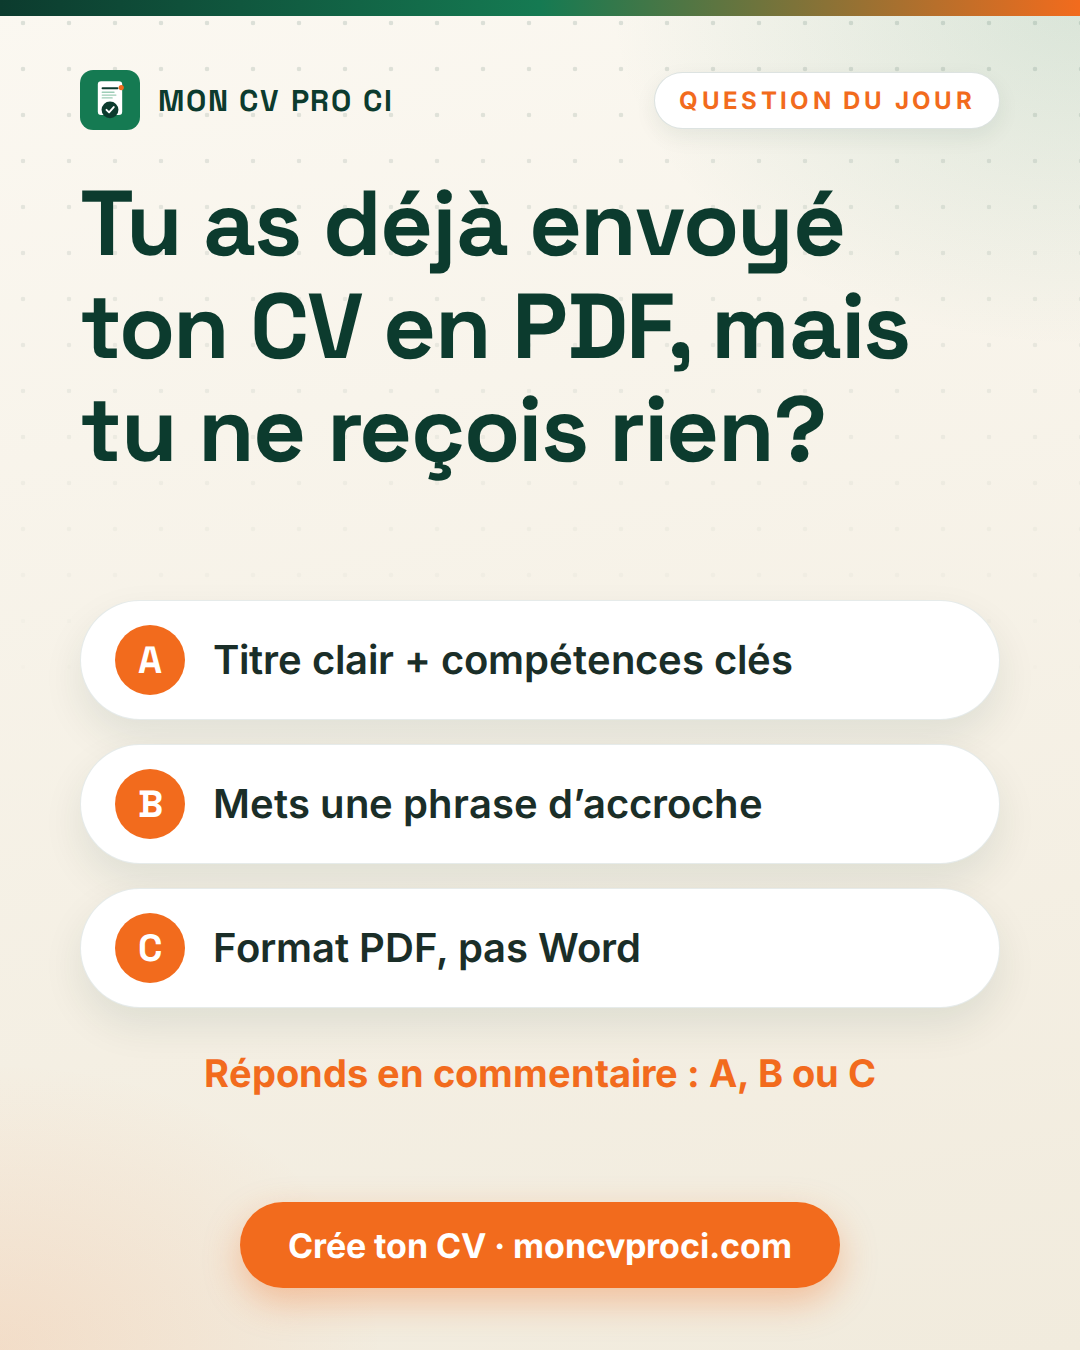 MON CV PRO CI
QUESTION DU JOUR
Tu as déjà envoyé
ton CV en PDF, mais
tu ne reçois rien?
A Titre clair + compétences clés
B Mets une phrase d’accroche
C Format PDF, pas Word
Réponds en commentaire : A, B ou C
Crée ton CV · moncvproci.com